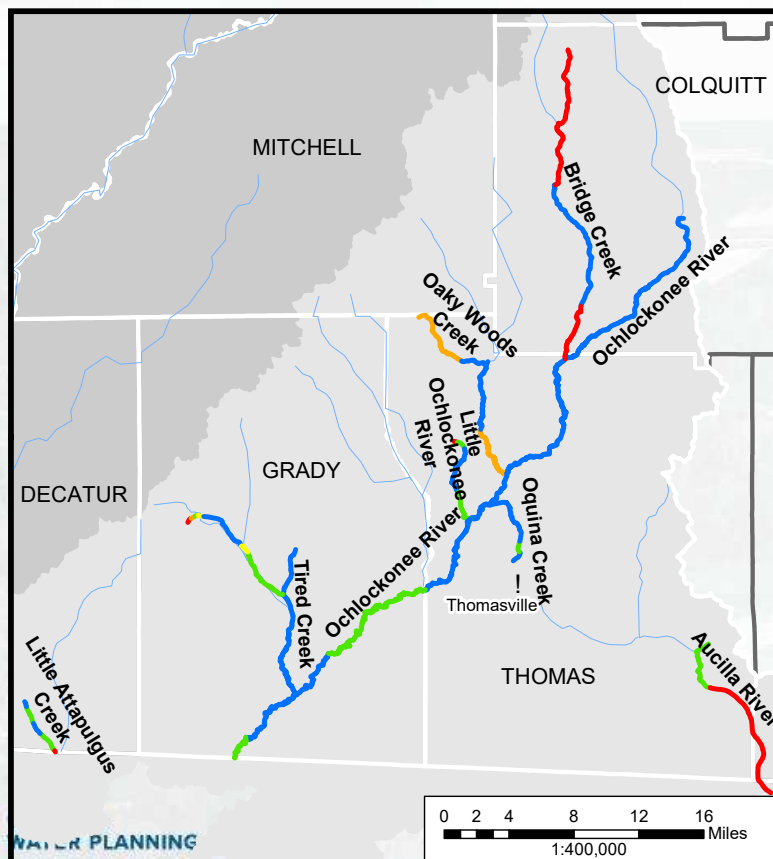 COLQUITT
MITCHELL
Bridge Creek
Ochlockonee River
Oaky Woods
Creek
Little
Ochlockonee
River
GRADY
DECATUR
Oquina Creek
Ochlockonee River
Tired Creek
Thomasville
Aucilla River
THOMAS
Little Attapulgus
Creek
WATER PLANNING
0 2 4 8 12 16
Miles
1:400,000